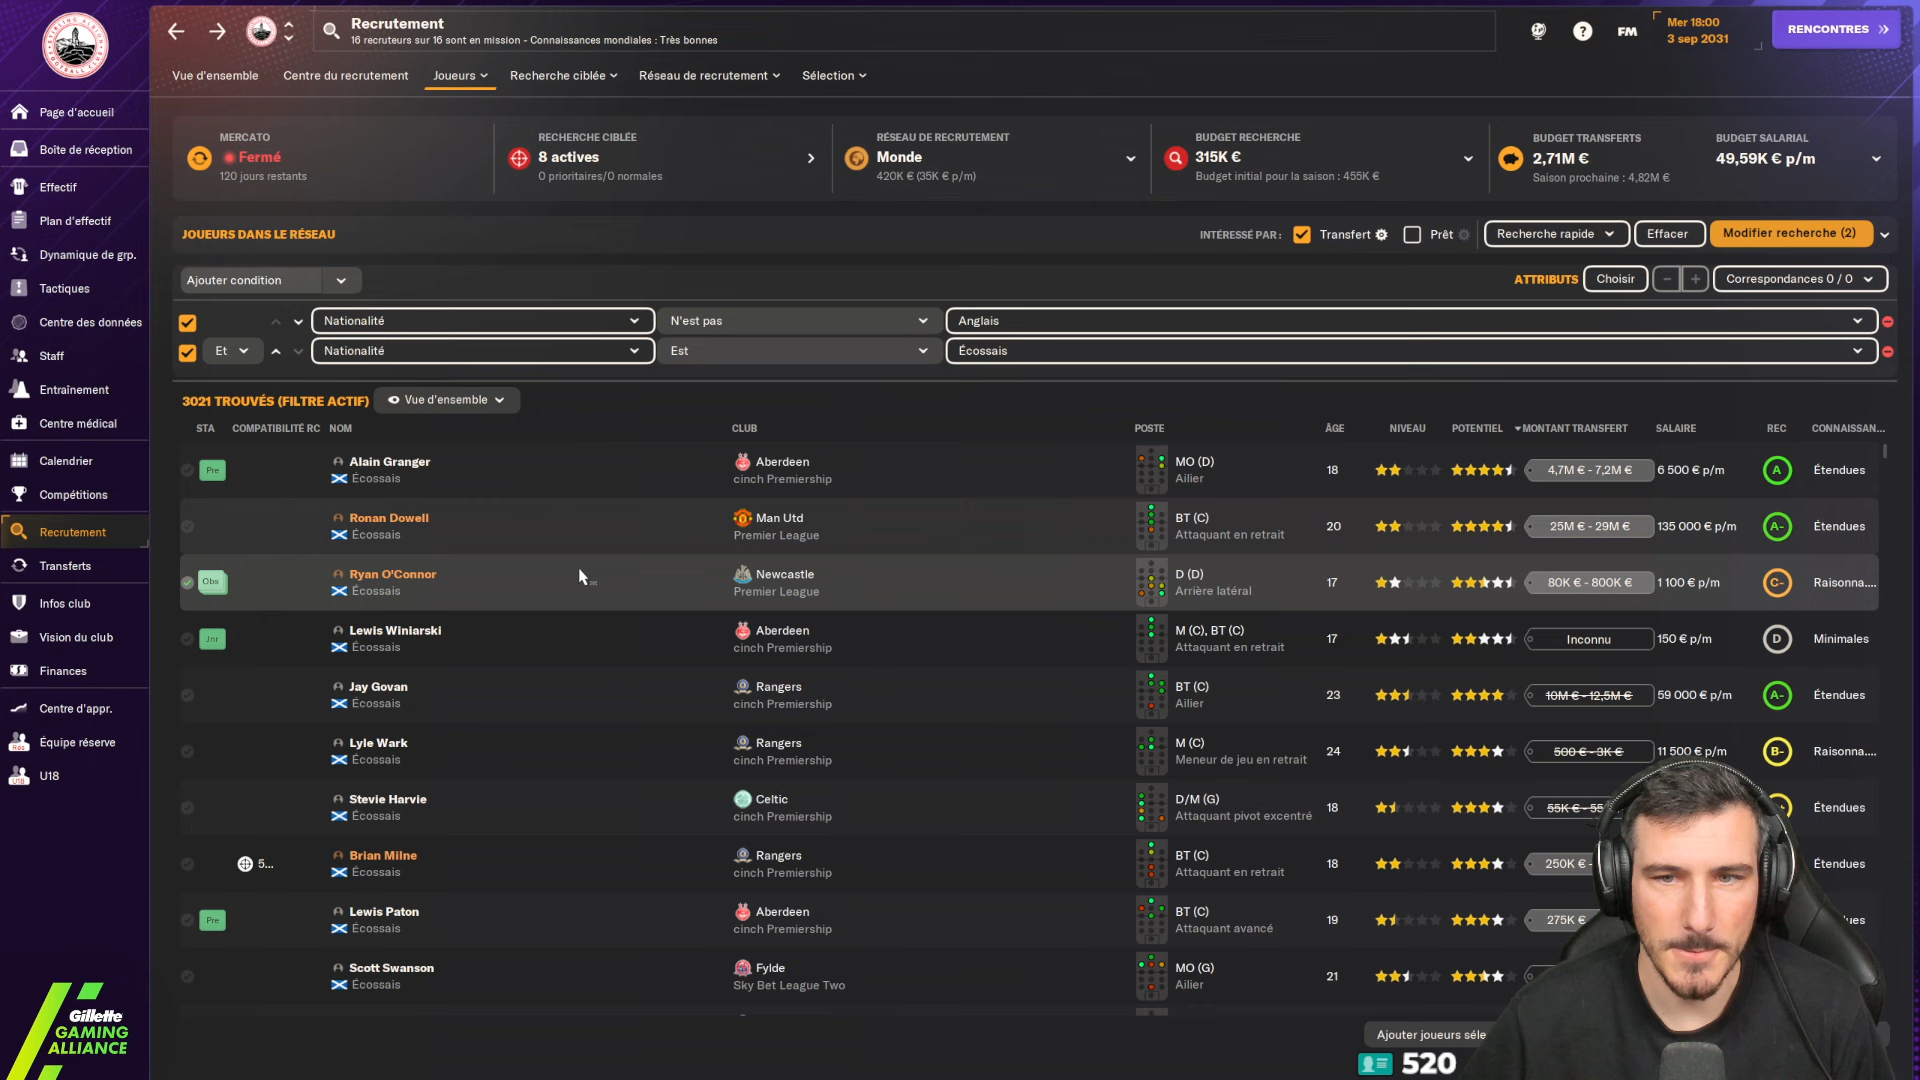 STIRLING ALBION
FOOTBALL CLUB
Recrutement
16 recruteurs sur 16 sont en mission - Connaissances mondiales : Très bonnes
FM
Mer 18:00
3 sep 2031
RENCONTRES
Vue d'ensemble
Centre du recrutement
Joueurs
Recherche ciblée
Réseau de recrutement
Sélection
Page d'accueil
Boîte de réception
Effectif
Plan d'effectif
Dynamique de grp.
Tactiques
Centre des données
Staff
Entraînement
Centre médical
Calendrier
Compétitions
Recrutement
Transferts
Infos club
Vision du club
Finances
Centre d'appr.
Équipe réserve
U18
MERCATO
Fermé
120 jours restants
RECHERCHE CIBLÉE
8 actives
0 prioritaires/0 normales
RÉSEAU DE RECRUTEMENT
Monde
420K € (35K € p/m)
BUDGET RECHERCHE
315K €
Budget initial pour la saison : 455K €
BUDGET TRANSFERTS
2,71M €
Saison prochaine : 4,82M €
BUDGET SALARIAL
49,59K € p/m
JOUEURS DANS LE RÉSEAU
INTÉRESSÉ PAR :
Transfert
Prêt
Recherche rapide
Effacer
Modifier recherche (2)
Ajouter condition
ATTRIBUTS
Choisir
Correspondances 0 / 0
Nationalité N'est pas Anglais
Et Nationalité Est Écossais
3021 TROUVÉS (FILTRE ACTIF)
Vue d'ensemble
STA COMPATIBILITÉ RC NOM CLUB POSTE ÂGE NIVEAU POTENTIEL MONTANT TRANSFERT SALAIRE REC CONNAISSAN...
Pre Alain Granger Aberdeen MO (D) 18 4,7M € - 7,2M € 6 500 € p/m A Étendues
Écossais cinch Premiership Ailier
Ronan Dowell Man Utd BT (C) 20 25M € - 29M € 135 000 € p/m A- Étendues
Écossais Premier League Attaquant en retrait
Obs Ryan O'Connor Newcastle D (D) 17 80K € - 800K € 1 100 € p/m C- Raisonna....
Écossais Premier League Arrière latéral
Jnr Lewis Winiarski Aberdeen M (C), BT (C) 17 Inconnu 150 € p/m D Minimales
Écossais cinch Premiership Attaquant en retrait
Jay Govan Rangers BT (C) 23 10M € - 12,5M € 59 000 € p/m A- Étendues
Écossais cinch Premiership Ailier
Lyle Wark Rangers M (C) 24 500 € - 3K € 11 500 € p/m B- Raisonna....
Écossais cinch Premiership Meneur de jeu en retrait
Stevie Harvie Celtic D/M (G) 18 55K € - 55 Étendues
Écossais cinch Premiership Attaquant pivot excentré
5... Brian Milne Rangers BT (C) 18 250K € - Étendues
Écossais cinch Premiership Attaquant en retrait
Pre Lewis Paton Aberdeen BT (C) 19 275K €
Écossais cinch Premiership Attaquant avancé
Scott Swanson Fylde MO (G) 21
Écossais Sky Bet League Two Ailier
Ajouter joueurs séle
520
Gillette
GAMING
ALLIANCE